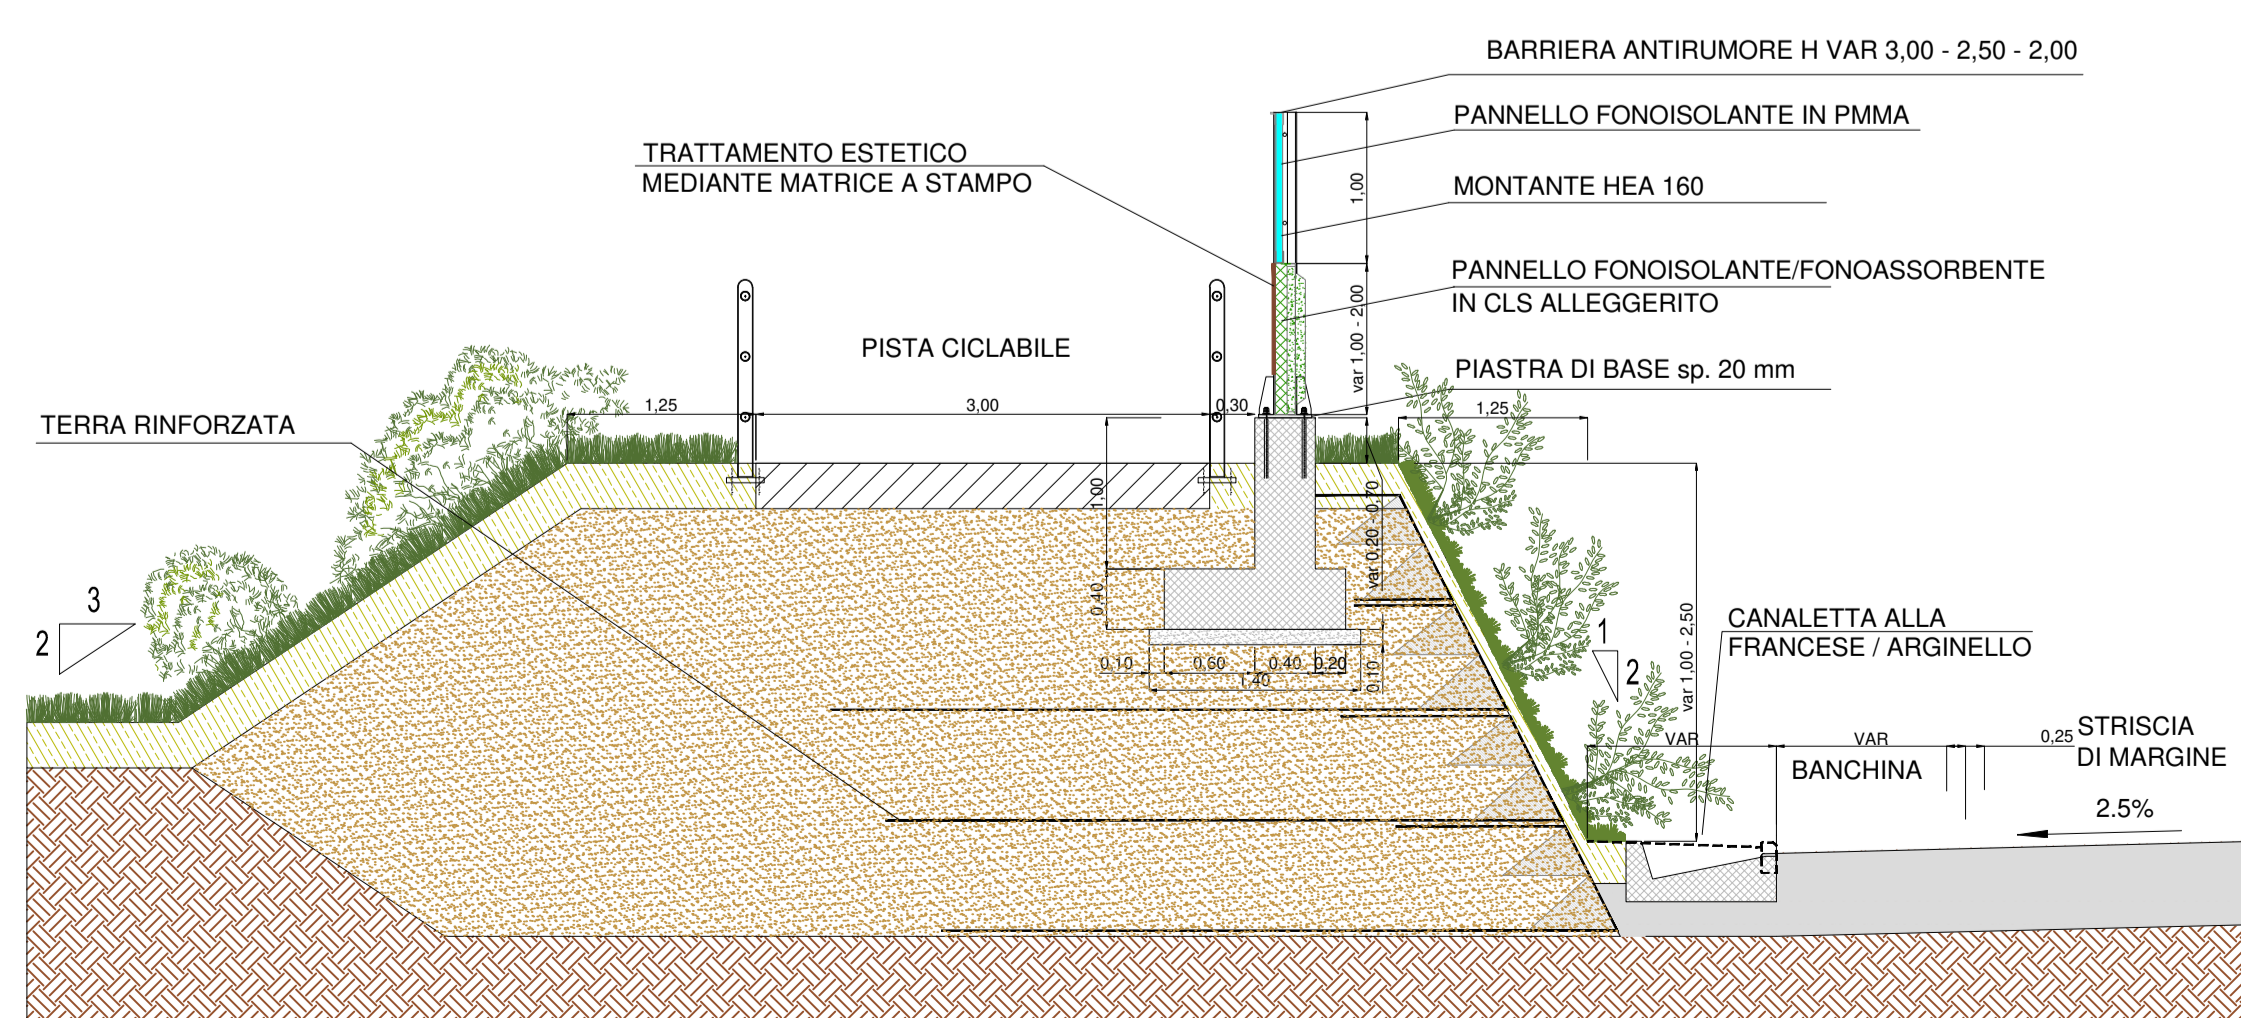 BARRIERA ANTIRUMORE H VAR 3,00 - 2,50 - 2,00
PANNELLO FONOISOLANTE IN PMMA
TRATTAMENTO ESTETICO
MEDIANTE MATRICE A STAMPO
MONTANTE HEA 160
1,00
PANNELLO FONOISOLANTE/FONOASSORBENTE
IN CLS ALLEGGERITO
var 1,00 - 2,00
PISTA CICLABILE
PIASTRA DI BASE sp. 20 mm
TERRA RINFORZATA
1,25
3,00
0,30
1,25
1,00
var 0,20 - 0,70
0,40
3
2
1
2
var 1,00 - 2,50
CANALETTA ALLA
FRANCESE / ARGINELLO
0,10
0,60
0,40
0,20
0,10
1,40
VAR
VAR
0,25
STRISCIA
DI MARGINE
BANCHINA
2.5%